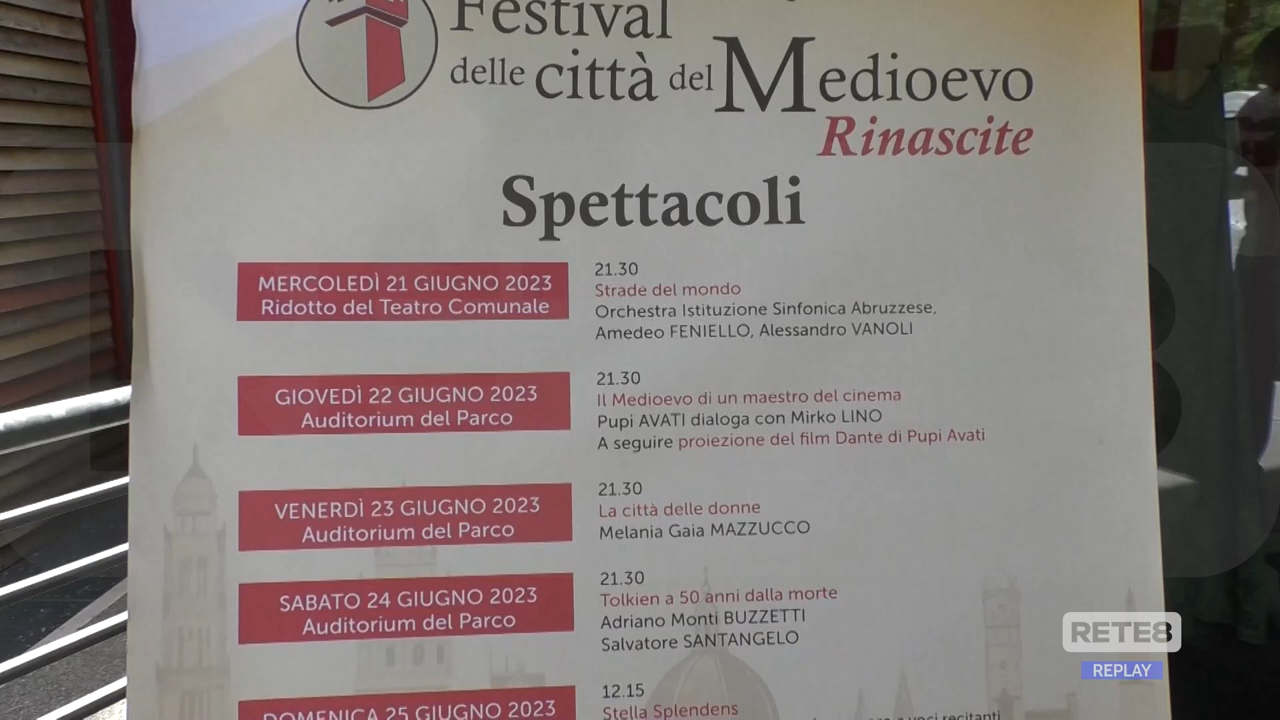 Festival
delle città del Medioevo
Rinascite
Spettacoli
MERCOLEDÌ 21 GIUGNO 2023
Ridotto del Teatro Comunale
21.30
Strade del mondo
Orchestra Istituzione Sinfonica Abruzzese,
Amedeo FENIELLO, Alessandro VANOLI
GIOVEDÌ 22 GIUGNO 2023
Auditorium del Parco
21.30
Il Medioevo di un maestro del cinema
Pupi AVATI dialoga con Mirko LINO
A seguire proiezione del film Dante di Pupi Avati
VENERDÌ 23 GIUGNO 2023
Auditorium del Parco
21.30
La città delle donne
Melania Gaia MAZZUCCO
SABATO 24 GIUGNO 2023
Auditorium del Parco
21.30
Tolkien a 50 anni dalla morte
Adriano Monti BUZZETTI
Salvatore SANTANGELO
DOMENICA 25 GIUGNO 2023
12.15
Stella Splendens
e voci recitanti
RETE8
REPLAY